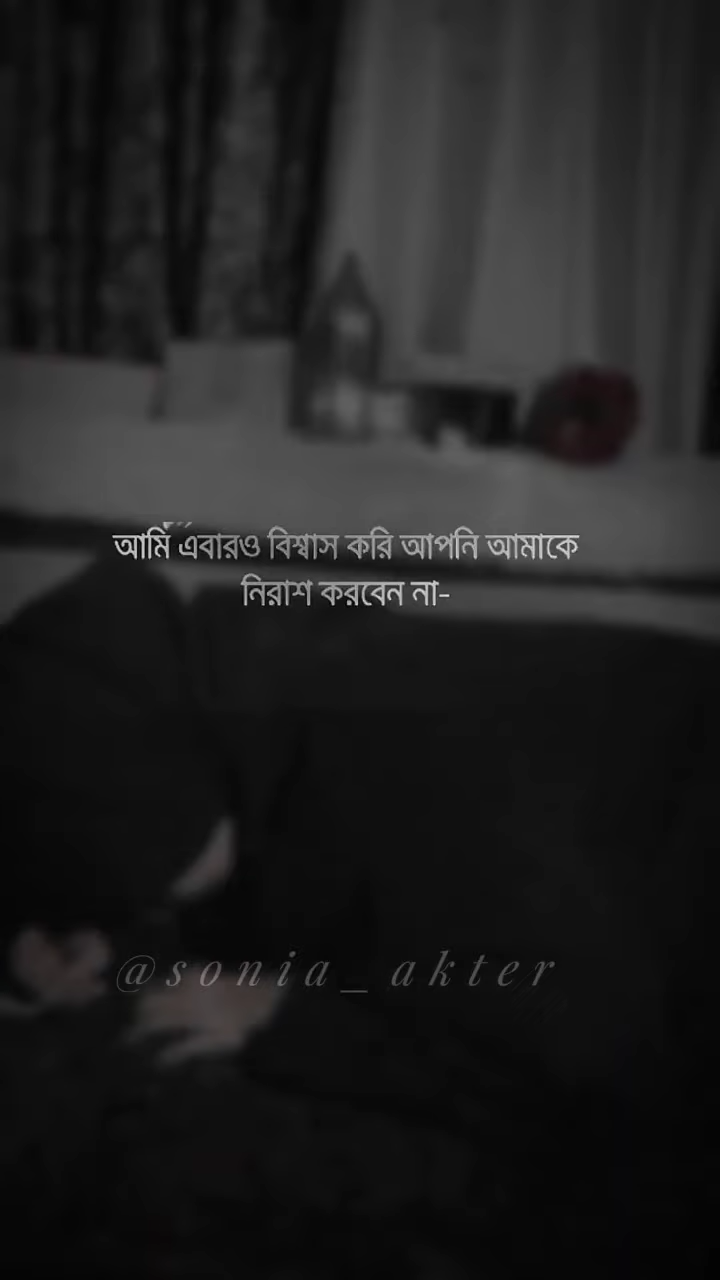 আমি এবারও বিশ্বাস করি আপনি আমাকে
নিরাশ করবেন না-
@sonia_akter